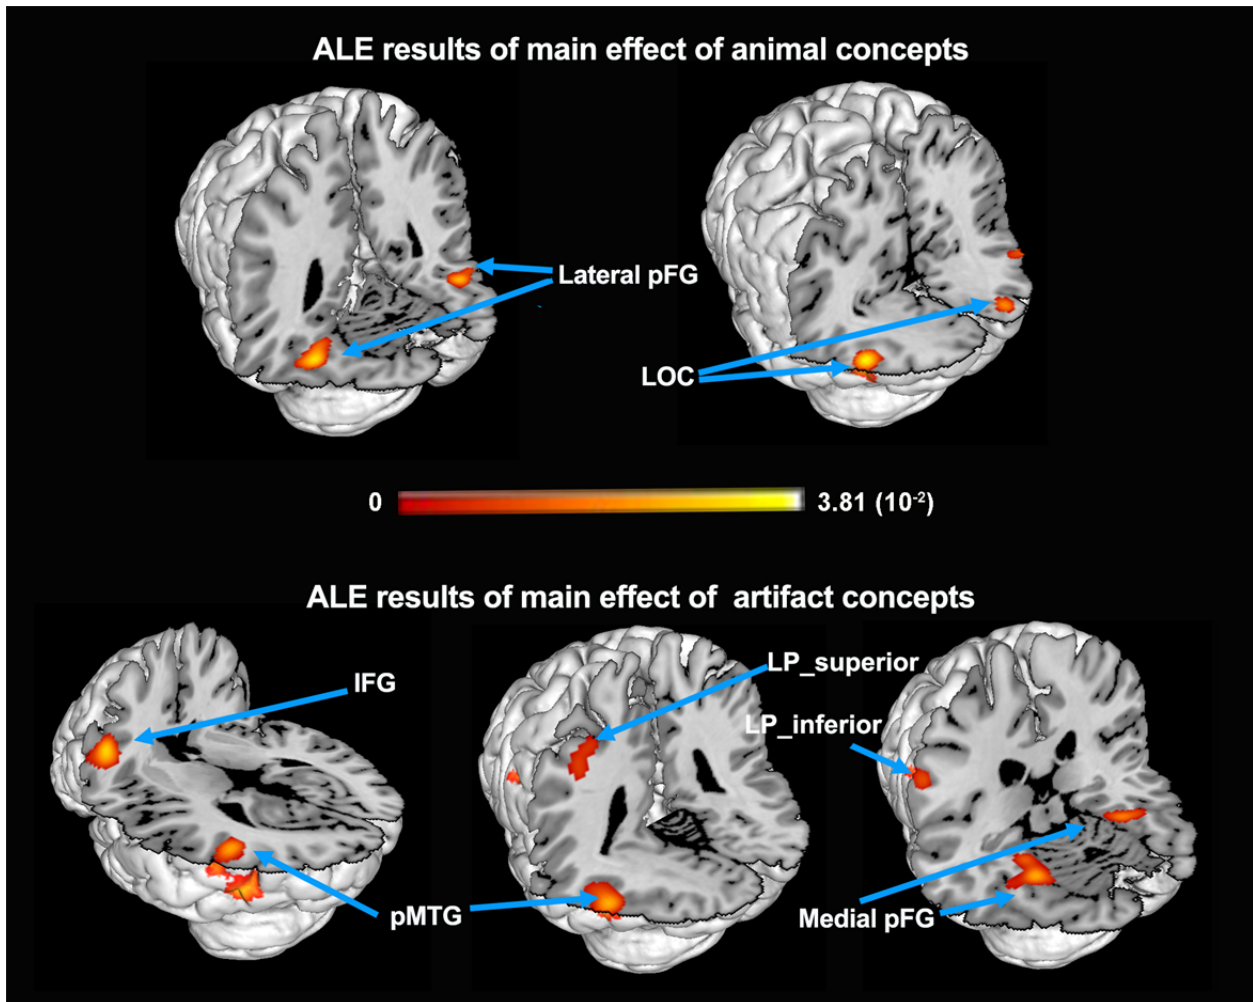 ALE results of main effect of animal concepts
Lateral pFG
LOC
0
3.81 (10⁻²)
ALE results of main effect of artifact concepts
IFG
LP_superior
LP_inferior
pMTG
Medial pFG